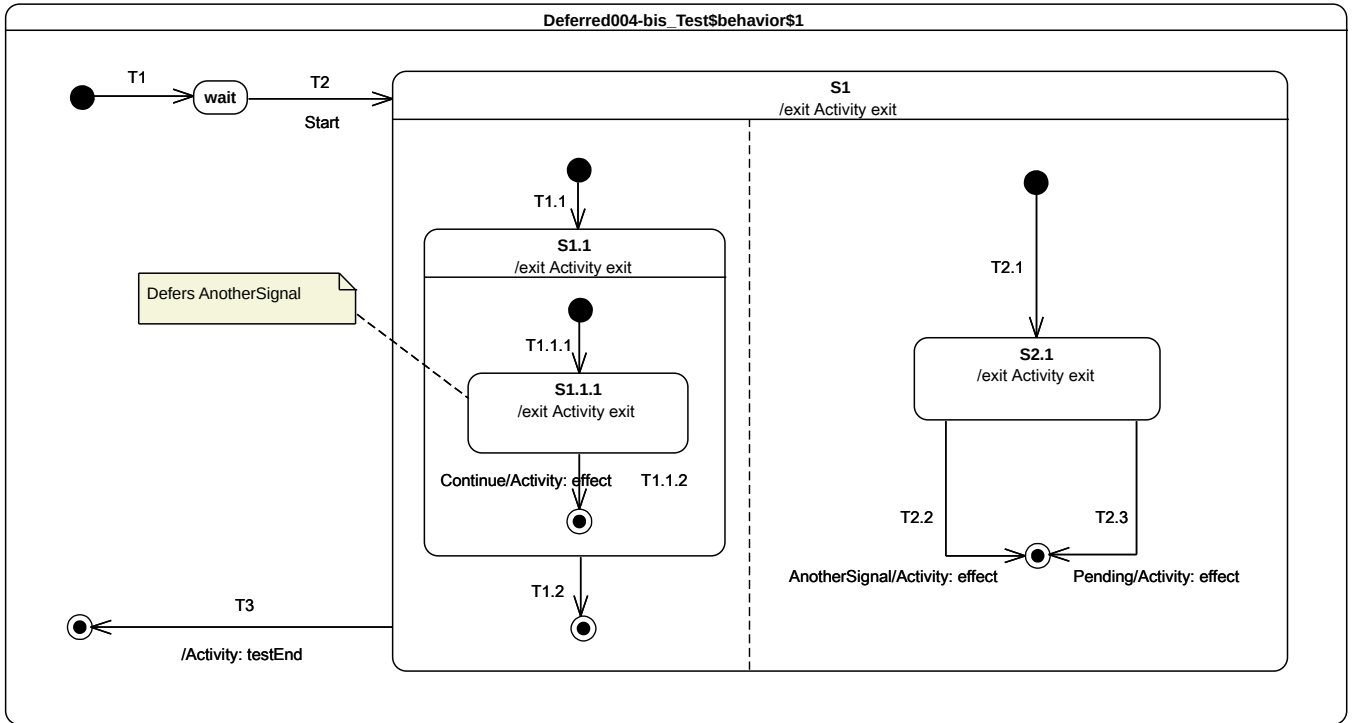 Deferred004-bis_Test$behavior$1
T1
wait
T2
Start
S1
/exit Activity exit
T1.1
S1.1
/exit Activity exit
T2.1
Defers AnotherSignal
T1.1.1
S1.1.1
/exit Activity exit
S2.1
/exit Activity exit
Continue/Activity: effect
T1.1.2
T2.2
T2.3
AnotherSignal/Activity: effect
Pending/Activity: effect
T1.2
T3
/Activity: testEnd